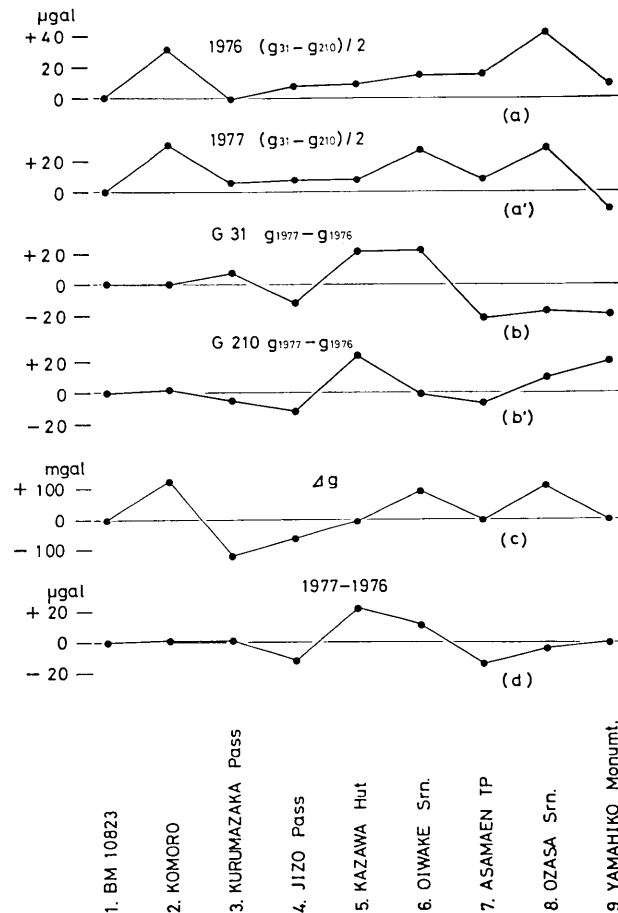 μgal
+40
20
0
1976 (g31−g210)/2
(a)
1977 (g31−g210)/2
+20
0
(a')
G 31 g1977−g1976
+20
0
−20
(b)
G 210 g1977−g1976
+20
0
−20
(b')
mgal
+100
0
−100
Δg
(c)
μgal
1977−1976
+20
0
−20
(d)
1. BM 10823
2. KOMORO
3. KURUMAZAKA Pass
4. JIZO Pass
5. KAZAWA Hut
6. OIWAKE Srn.
7. ASAMAEN TP
8. OZASA Srn.
9. YAMAHIKO Monumt.